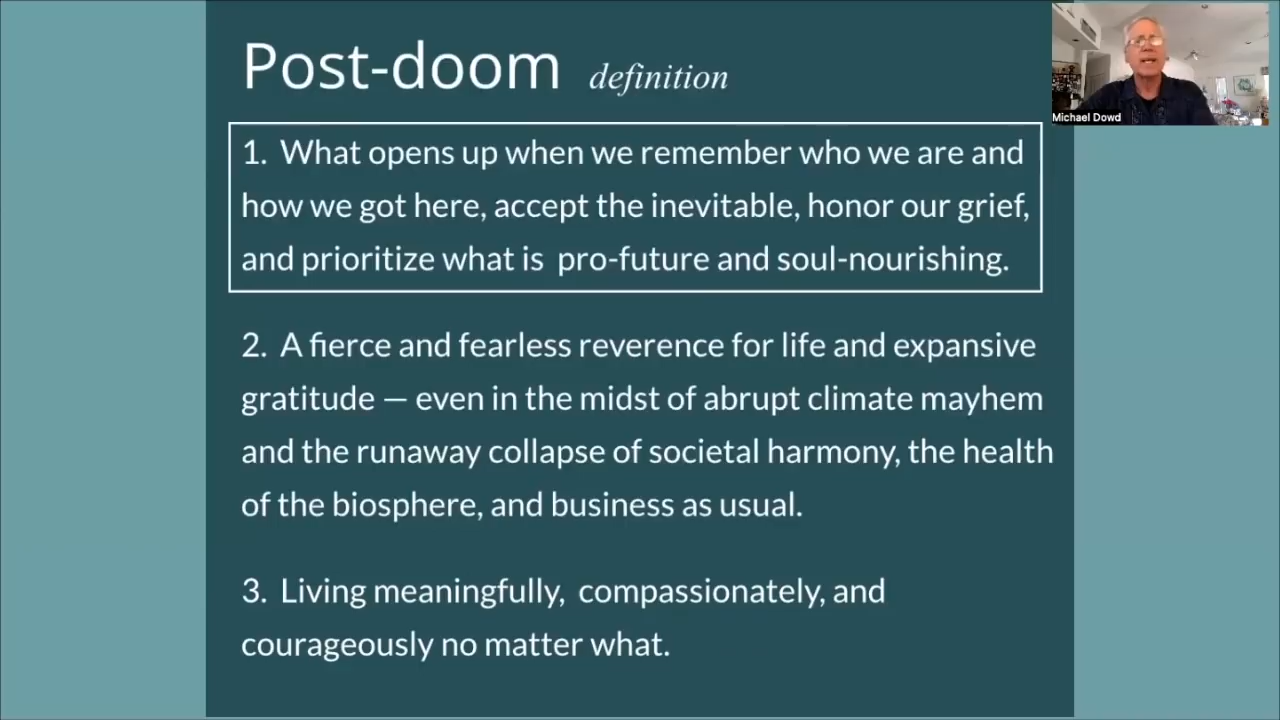 Post-doom definition
Michael Dowd
1. What opens up when we remember who we are and
how we got here, accept the inevitable, honor our grief,
and prioritize what is pro-future and soul-nourishing.
2. A fierce and fearless reverence for life and expansive
gratitude — even in the midst of abrupt climate mayhem
and the runaway collapse of societal harmony, the health
of the biosphere, and business as usual.
3. Living meaningfully, compassionately, and
courageously no matter what.